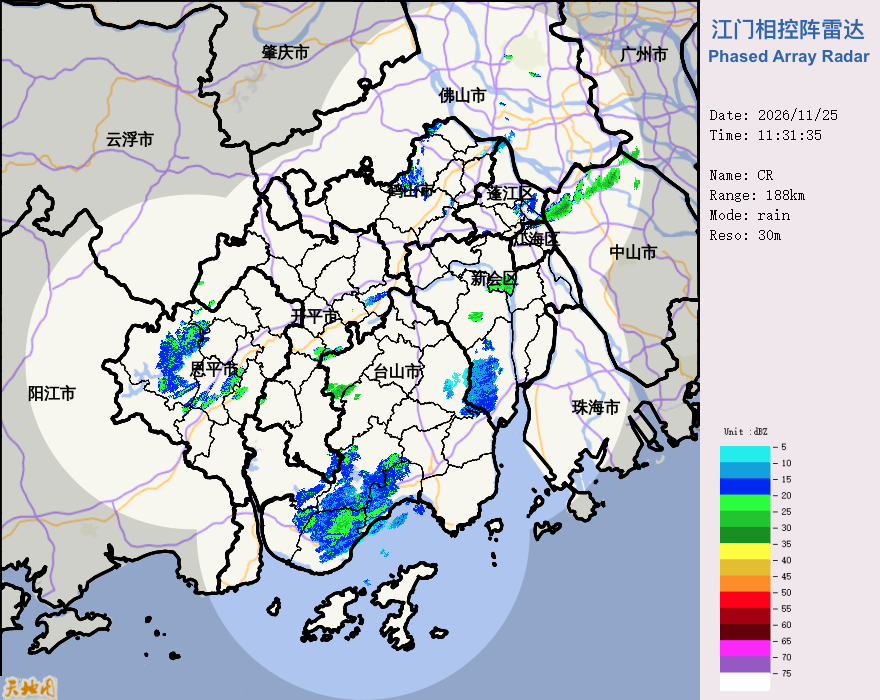 江门相控阵雷达
Phased Array Radar
Date: 2026/11/25
Time: 11:31:35
Name: CR
Range: 188km
Mode: rain
Reso: 30m
肇庆市
广州市
佛山市
云浮市
鹤山市
蓬江区
江海区
中山市
新会区
开平市
恩平市
台山市
阳江市
珠海市
Unit :dBZ
5
10
15
20
25
30
35
40
45
50
55
60
65
70
75
天地图